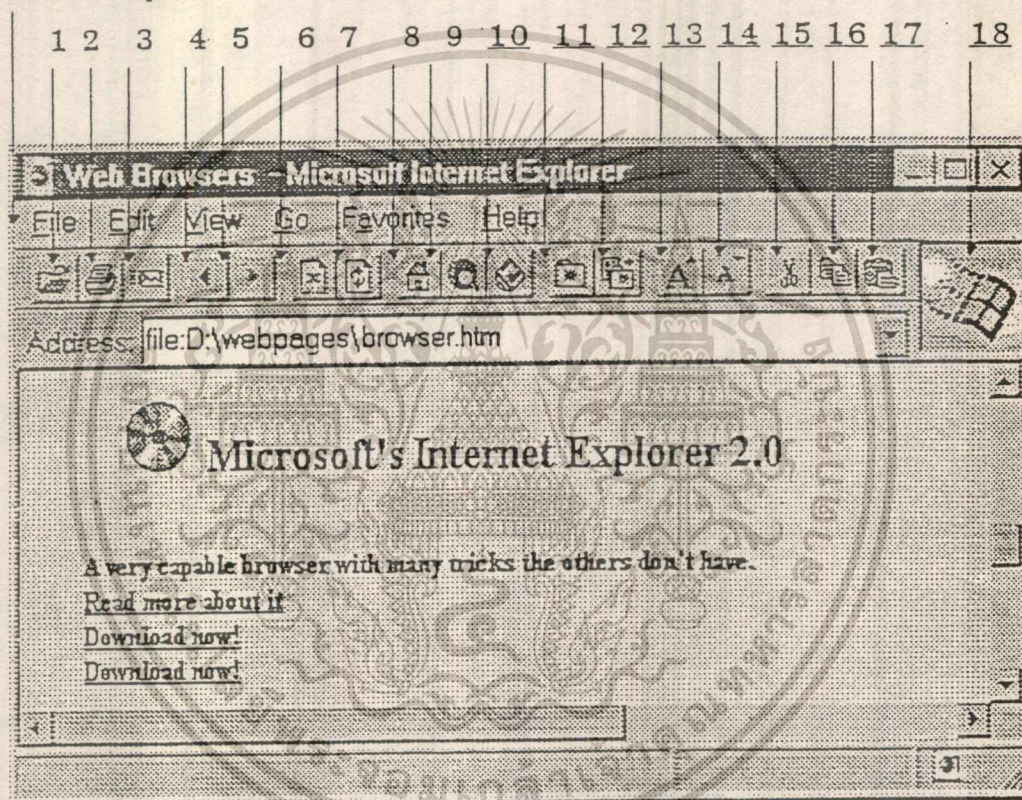 1 2 3 4 5 6 7 8 9 10 11 12 13 14 15 16 17 18
Web Browsers - Microsoft Internet Explorer
File Edit View Go Favorites Help
Address: file:D:\webpages\browser.htm
Microsoft's Internet Explorer 2.0
A very capable browser with many tricks the others don't have.
Read more about it
Download now!
Download now!